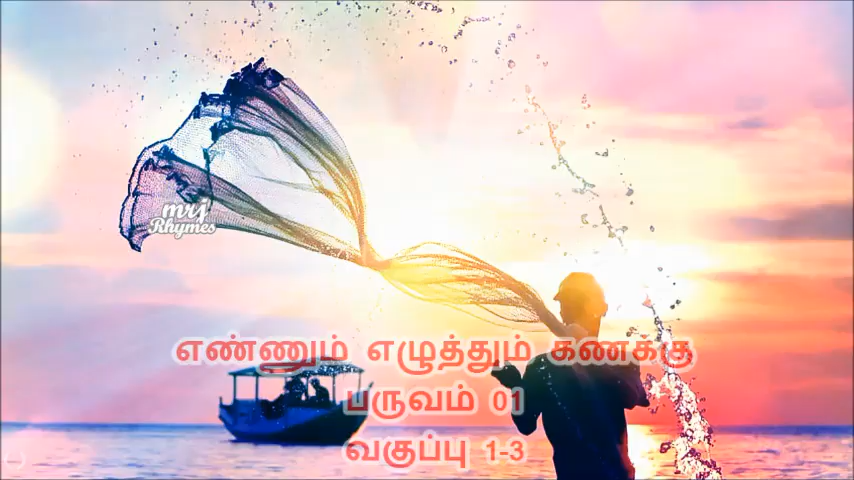 mrj
Rhymes
எண்ணும் எழுத்தும் கணக்கு
பருவம் 01
வகுப்பு 1-3